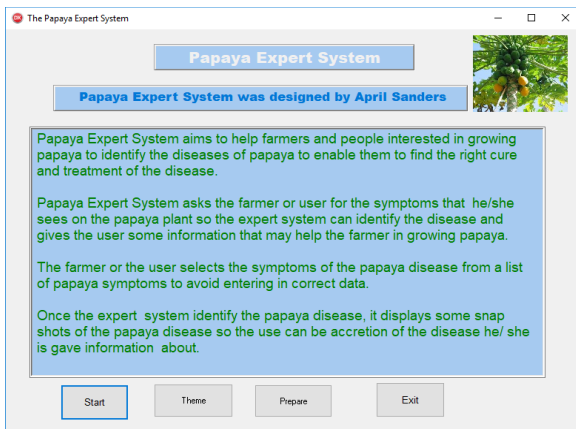 The Papaya Expert System
Papaya Expert System
Papaya Expert System was designed by April Sanders
Papaya Expert System aims to help farmers and people interested in growing
papaya to identify the diseases of papaya to enable them to find the right cure
and treatment of the disease.
Papaya Expert System asks the farmer or user for the symptoms that he/she
sees on the papaya plant so the expert system can identify the disease and
gives the user some information that may help the farmer in growing papaya.
The farmer or the user selects the symptoms of the papaya disease from a list
of papaya symptoms to avoid entering in correct data.
Once the expert system identify the papaya disease, it displays some snap
shots of the papaya disease so the use can be accretion of the disease he/ she
is gave information about.
Start
Theme
Prepare
Exit